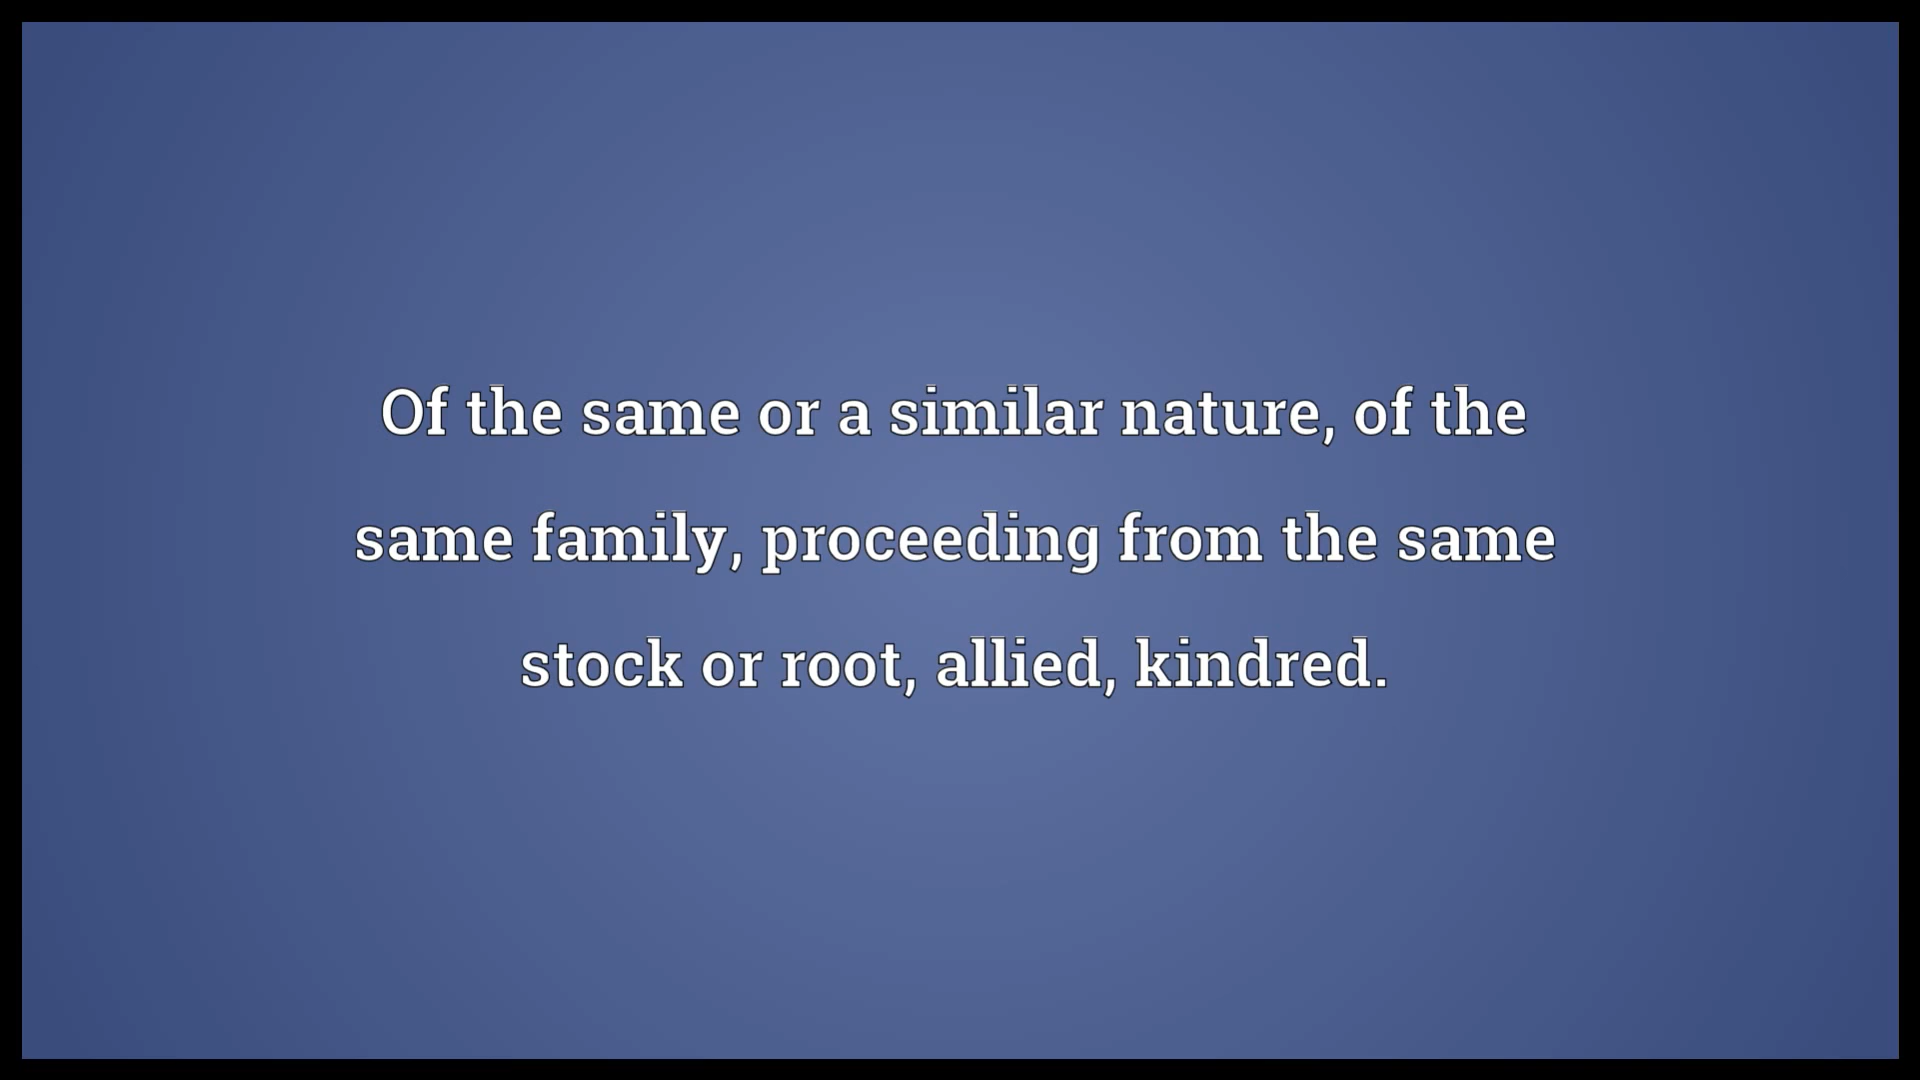 Of the same or a similar nature, of the
same family, proceeding from the same
stock or root, allied, kindred.